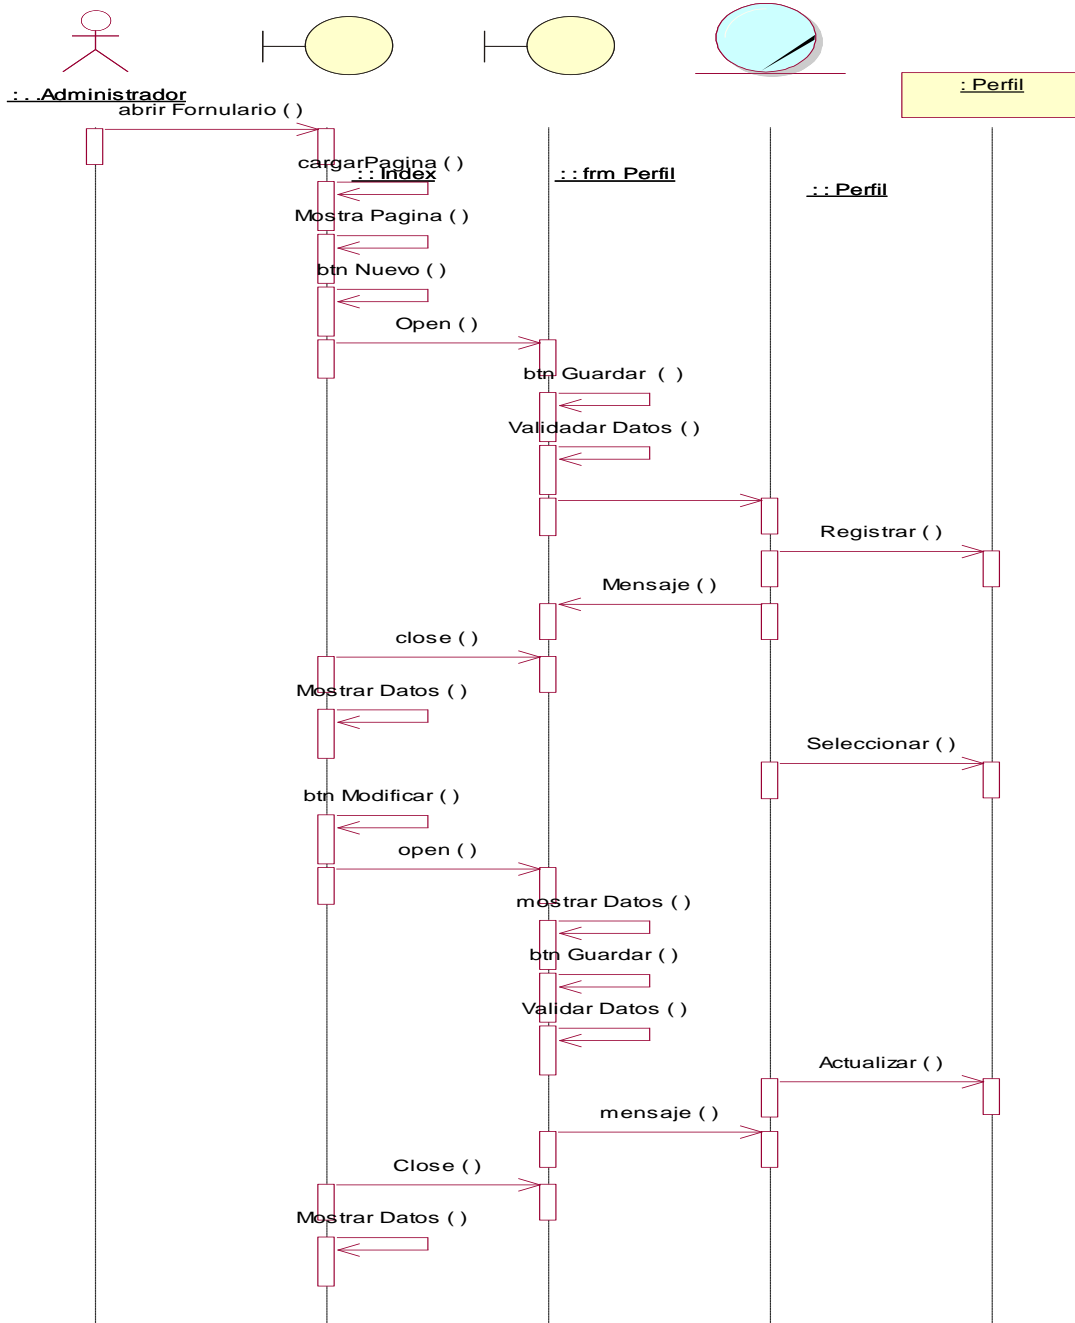 : Perfil
: . .Administrador
abrir Fornulario ( )
cargarPagina ( )
: : Index
: : frm Perfil
: : Perfil
Mostra Pagina ( )
btn Nuevo ( )
Open ( )
btn Guardar ( )
Validadar Datos ( )
Registrar ( )
Mensaje ( )
close ( )
Mostrar Datos ( )
Seleccionar ( )
btn Modificar ( )
open ( )
mostrar Datos ( )
btn Guardar ( )
Validar Datos ( )
Actualizar ( )
mensaje ( )
Close ( )
Mostrar Datos ( )